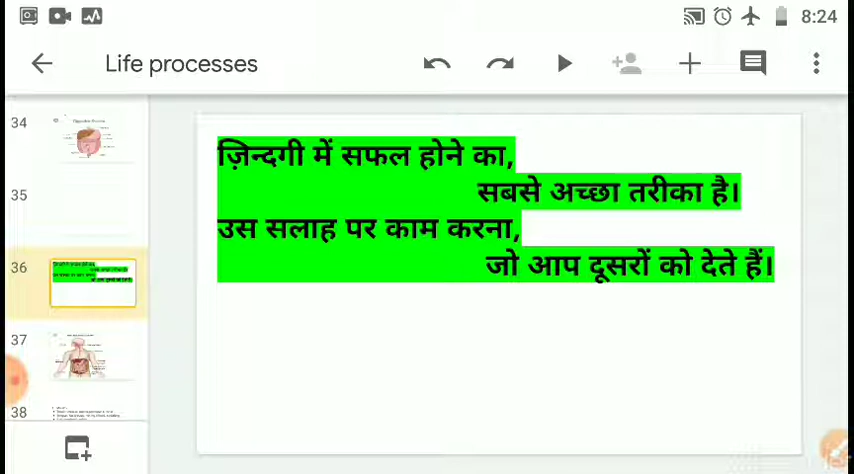 8:24
Life processes
34
35
36
37
38
ज़िन्दगी में सफल होने का,
सबसे अच्छा तरीका है।
उस सलाह पर काम करना,
जो आप दूसरों को देते हैं।